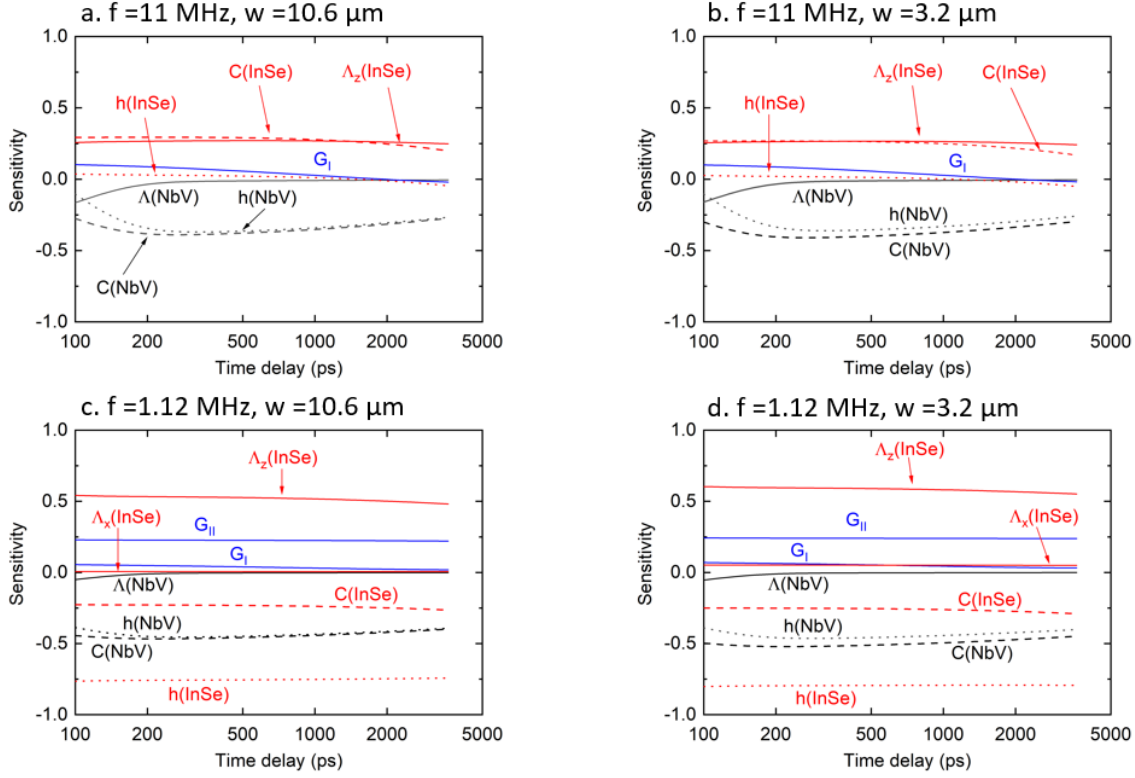 a. f =11 MHz, w =10.6 µm
b. f =11 MHz, w =3.2 µm
1.0
0.5
0.0
-0.5
-1.0
Sensitivity
C(InSe)
Λz(InSe)
h(InSe)
GI
Λ(NbV)
h(NbV)
C(NbV)
100 200 500 1000 2000 5000
Time delay (ps)
1.0
0.5
0.0
-0.5
-1.0
Sensitivity
Λz(InSe)
C(InSe)
h(InSe)
GI
Λ(NbV)
h(NbV)
C(NbV)
100 200 500 1000 2000 5000
Time delay (ps)
c. f =1.12 MHz, w =10.6 µm
d. f =1.12 MHz, w =3.2 µm
1.0
0.5
0.0
-0.5
-1.0
Sensitivity
Λz(InSe)
Λx(InSe)
GII
GI
Λ(NbV)
C(InSe)
h(NbV)
C(NbV)
h(InSe)
100 200 500 1000 2000 5000
Time delay (ps)
1.0
0.5
0.0
-0.5
-1.0
Sensitivity
Λz(InSe)
GII
Λx(InSe)
GI
Λ(NbV)
C(InSe)
h(NbV)
C(NbV)
h(InSe)
100 200 500 1000 2000 5000
Time delay (ps)